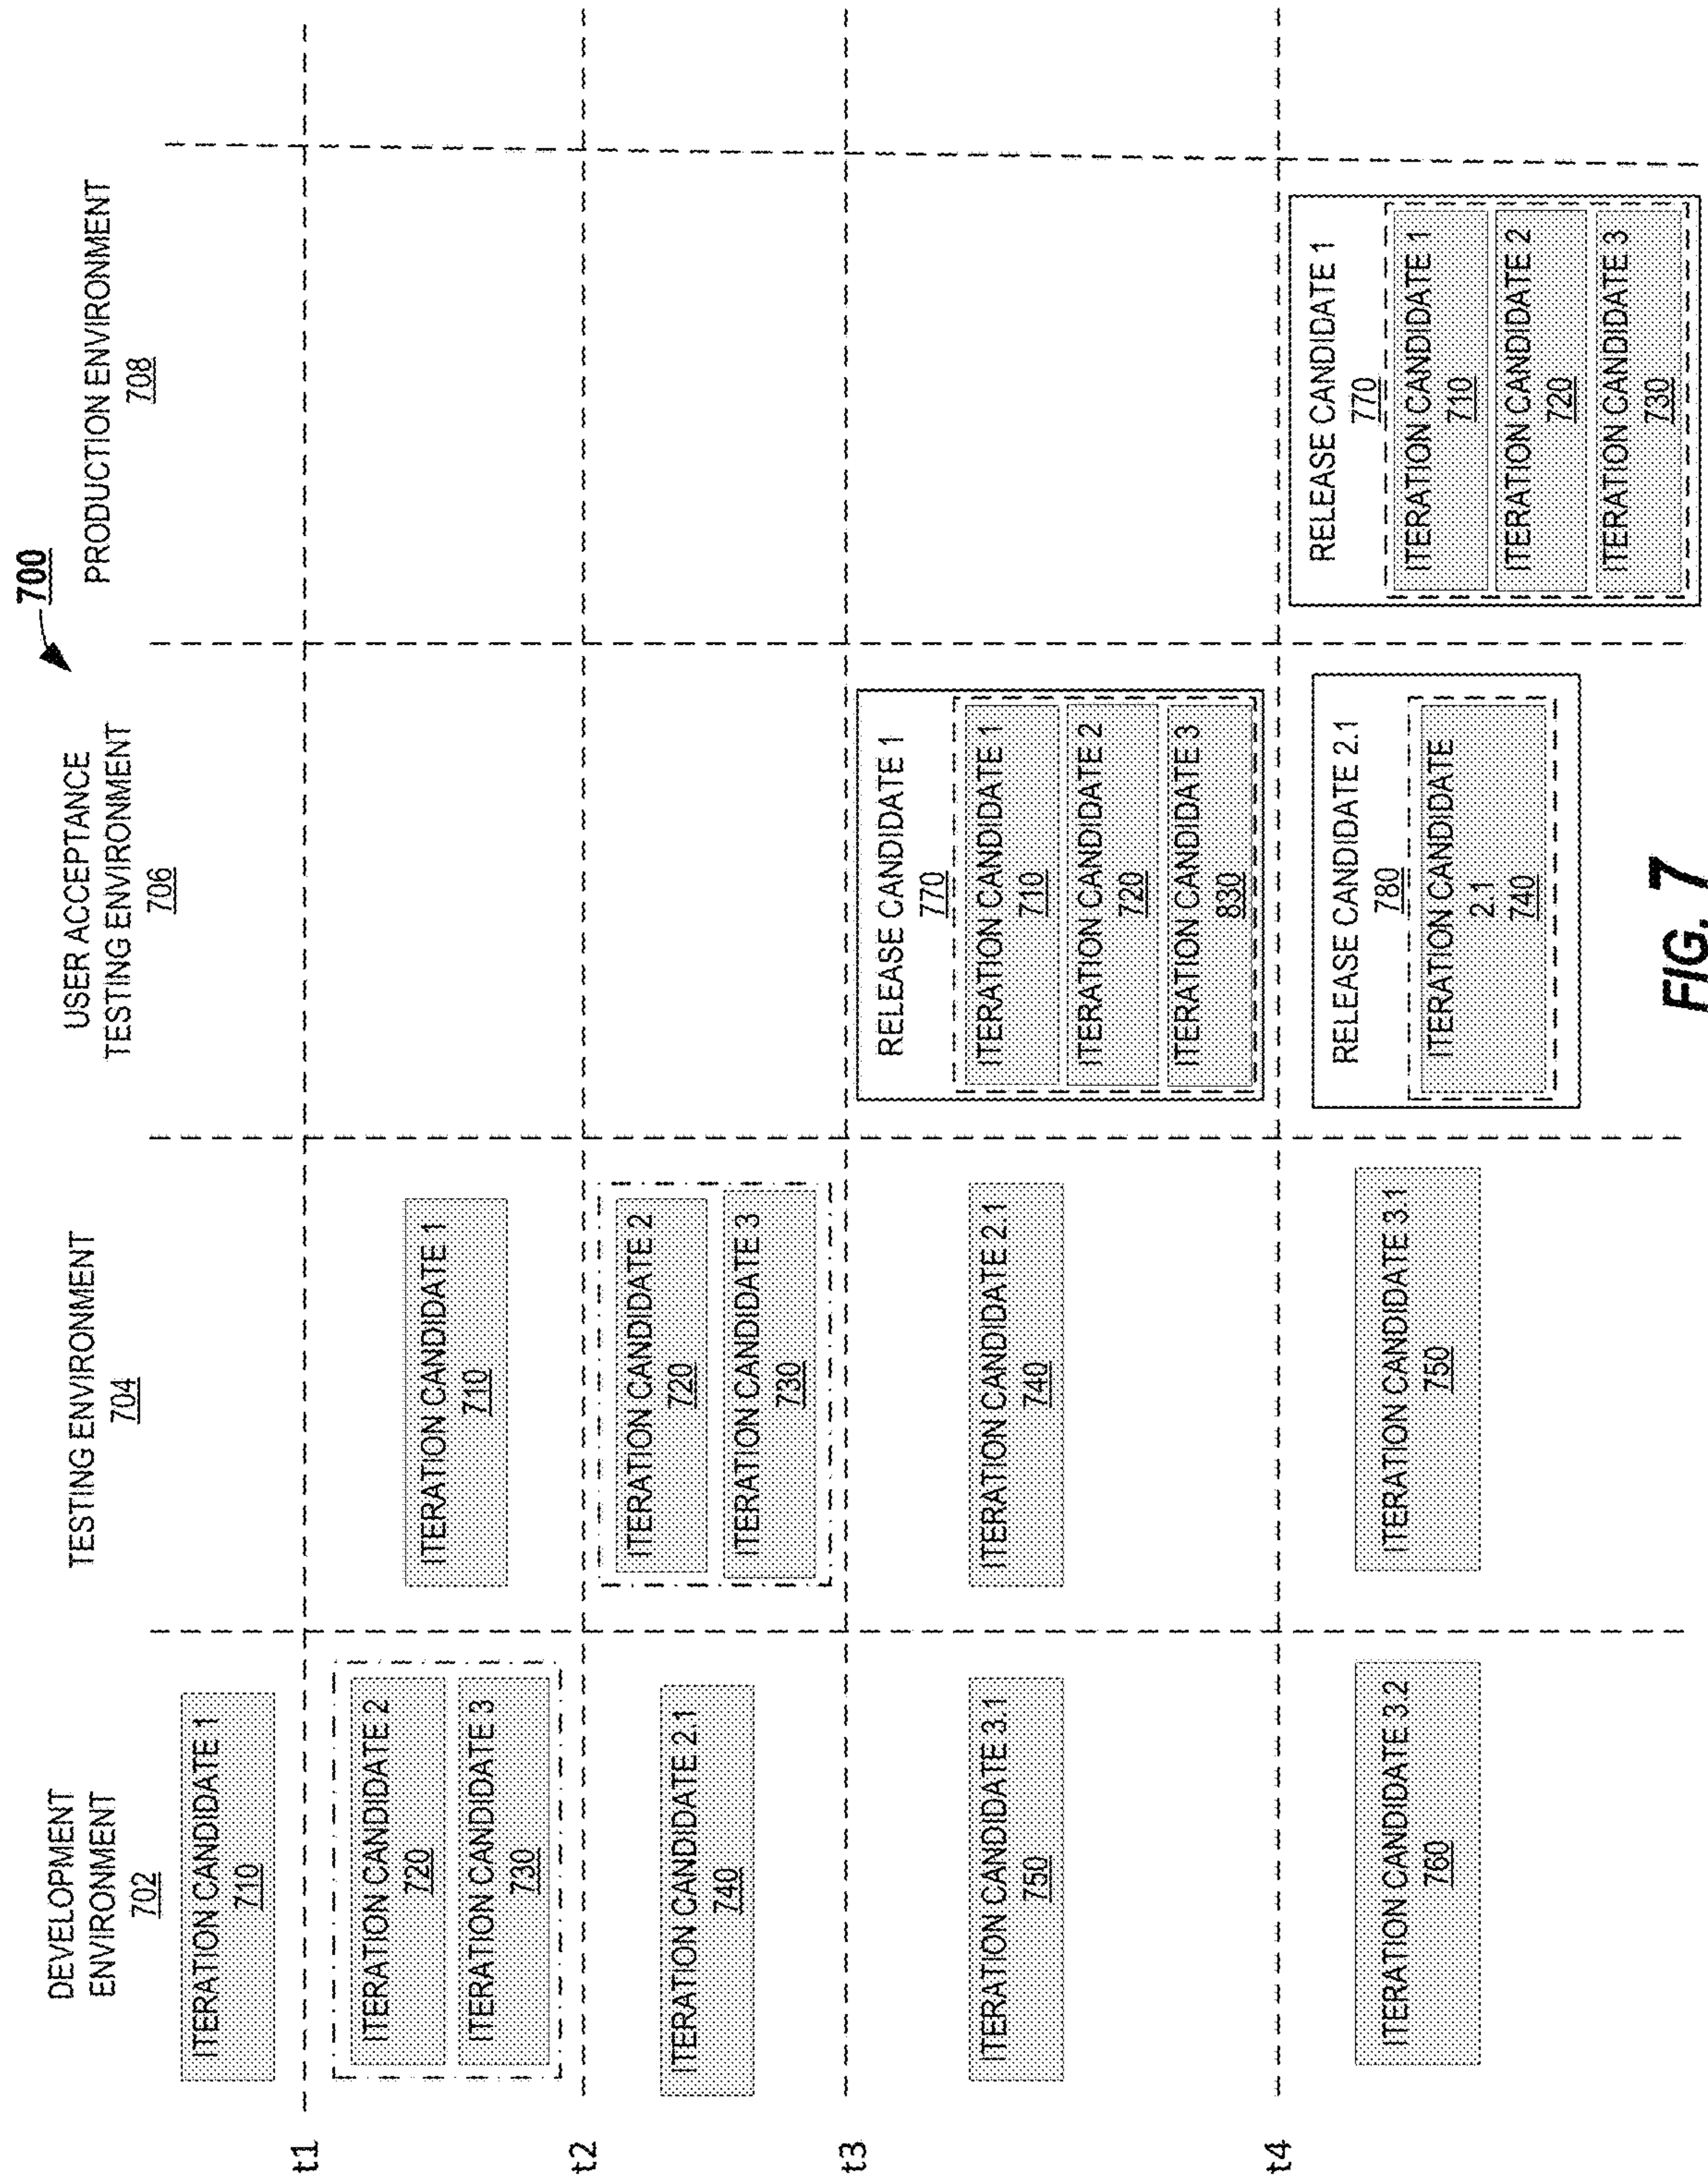 700
DEVELOPMENT
ENVIRONMENT
702
TESTING ENVIRONMENT
704
USER ACCEPTANCE
TESTING ENVIRONMENT
706
PRODUCTION ENVIRONMENT
708
ITERATION CANDIDATE 1
710
t1
ITERATION CANDIDATE 2
720
ITERATION CANDIDATE 3
730
ITERATION CANDIDATE 1
710
t2
ITERATION CANDIDATE 2.1
740
ITERATION CANDIDATE 2
720
ITERATION CANDIDATE 3
730
t3
ITERATION CANDIDATE 3.1
750
ITERATION CANDIDATE 2.1
740
RELEASE CANDIDATE 1
770
ITERATION CANDIDATE 1
710
ITERATION CANDIDATE 2
720
ITERATION CANDIDATE 3
830
t4
ITERATION CANDIDATE 3.2
760
ITERATION CANDIDATE 3.1
750
RELEASE CANDIDATE 2.1
780
ITERATION CANDIDATE
2.1
740
RELEASE CANDIDATE 1
770
ITERATION CANDIDATE 1
710
ITERATION CANDIDATE 2
720
ITERATION CANDIDATE 3
730
FIG. 7